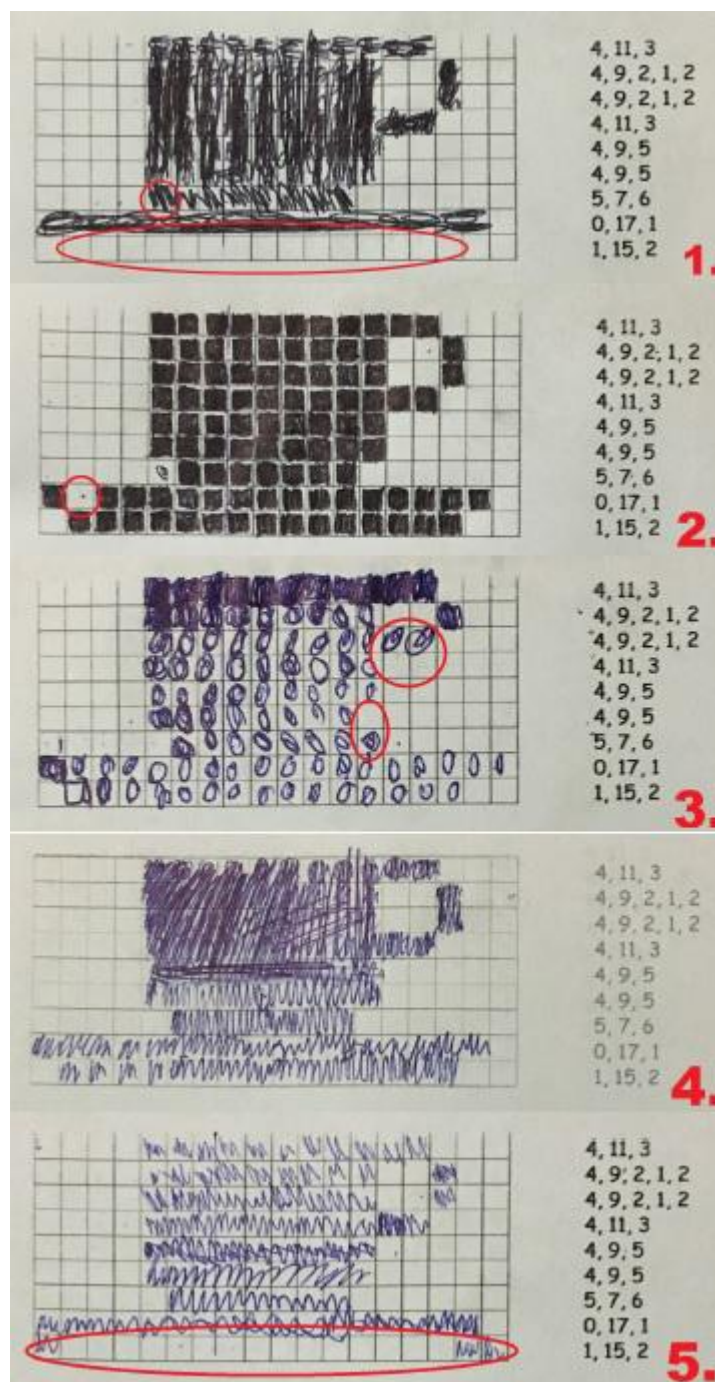 4, 11, 3
4, 9, 2, 1, 2
4, 9, 2, 1, 2
4, 11, 3
4, 9, 5
4, 9, 5
5, 7, 6
0, 17, 1
1, 15, 2
1.
4, 11, 3
4, 9, 2, 1, 2
4, 9, 2, 1, 2
4, 11, 3
4, 9, 5
4, 9, 5
5, 7, 6
0, 17, 1
1, 15, 2
2.
4, 11, 3
4, 9, 2, 1, 2
4, 9, 2, 1, 2
4, 11, 3
4, 9, 5
4, 9, 5
5, 7, 6
0, 17, 1
1, 15, 2
3.
4, 11, 3
4, 9, 2, 1, 2
4, 9, 2, 1, 2
4, 11, 3
4, 9, 5
4, 9, 5
5, 7, 6
0, 17, 1
1, 15, 2
4.
4, 11, 3
4, 9, 2, 1, 2
4, 9, 2, 1, 2
4, 11, 3
4, 9, 5
4, 9, 5
5, 7, 6
0, 17, 1
1, 15, 2
5.